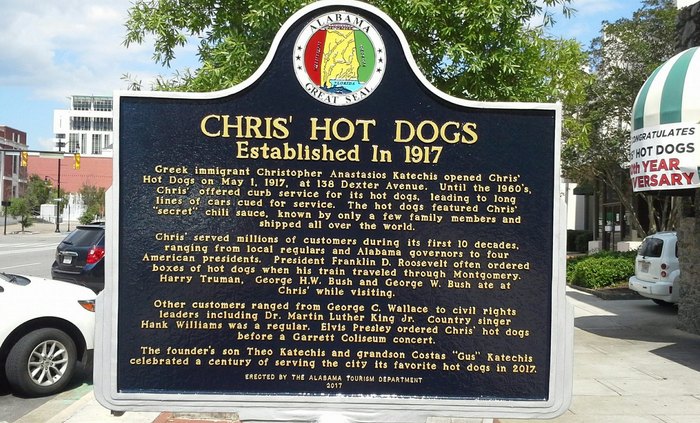 ALABAMA
FLORIDA
GREAT SEAL
CHRIS' HOT DOGS
Established In 1917
Greek immigrant Christopher Anastasios Katechis opened Chris'
Hot Dogs on May 1, 1917, at 138 Dexter Avenue. Until the 1960's,
Chris' offered curb service for its hot dogs, leading to long
lines of cars cued for service. The hot dogs featured Chris'
"secret" chili sauce, known by only a few family members and
shipped all over the world.
Chris' served millions of customers during its first 10 decades,
ranging from local regulars and Alabama governors to four
American presidents. President Franklin D. Roosevelt often ordered
boxes of hot dogs when his train traveled through Montgomery.
Harry Truman, George H.W. Bush and George W. Bush ate at
Chris' while visiting.
Other customers ranged from George C. Wallace to civil rights
leaders including Dr. Martin Luther King Jr. Country singer
Hank Williams was a regular. Elvis Presley ordered Chris' hot dogs
before a Garrett Coliseum concert.
The founder's son Theo Katechis and grandson Costas "Gus" Katechis
celebrated a century of serving the city its favorite hot dogs in 2017.
ERECTED BY THE ALABAMA TOURISM DEPARTMENT
2017
CONGRATULATES
HOT DOGS
th YEAR
VERSARY